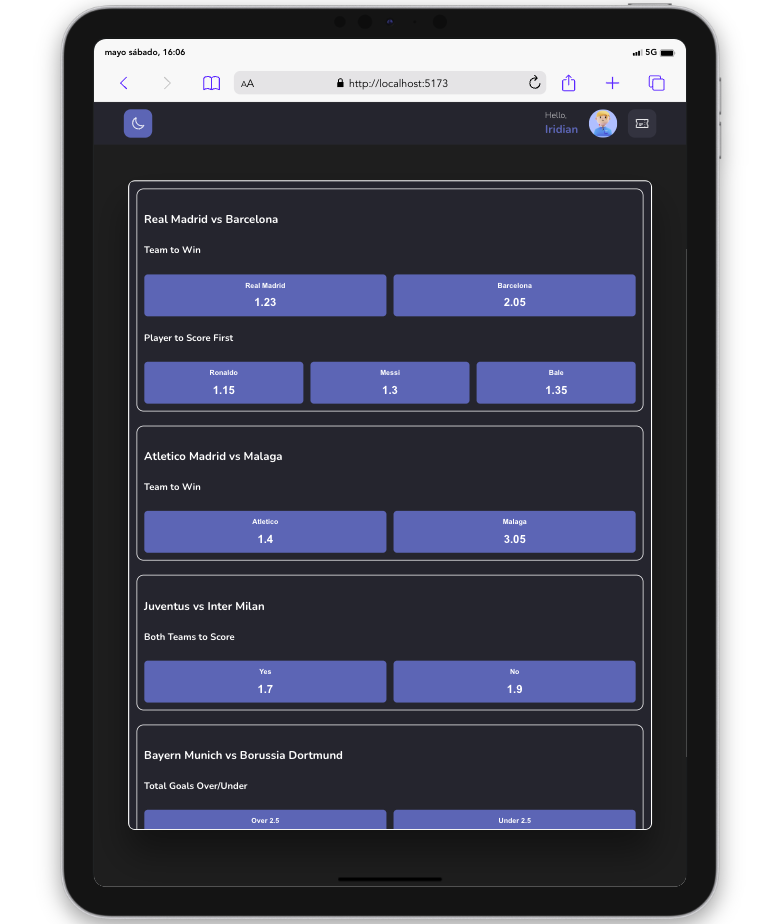 mayo sábado, 16:06
5G
AA
http://localhost:5173
Hello,
Iridian
Real Madrid vs Barcelona
Team to Win
Real Madrid
1.23
Barcelona
2.05
Player to Score First
Ronaldo
1.15
Messi
1.3
Bale
1.35
Atletico Madrid vs Malaga
Team to Win
Atletico
1.4
Malaga
3.05
Juventus vs Inter Milan
Both Teams to Score
Yes
1.7
No
1.9
Bayern Munich vs Borussia Dortmund
Total Goals Over/Under
Over 2.5
Under 2.5